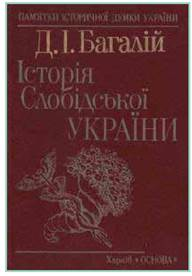 ПАМ'ЯТКИ ІСТОРИЧНОЇ ДУМКИ УКРАЇНИ
Д.І.Багалій
Історія
Слобідської
УКРАЇНИ
Харків "ОСНОВА"